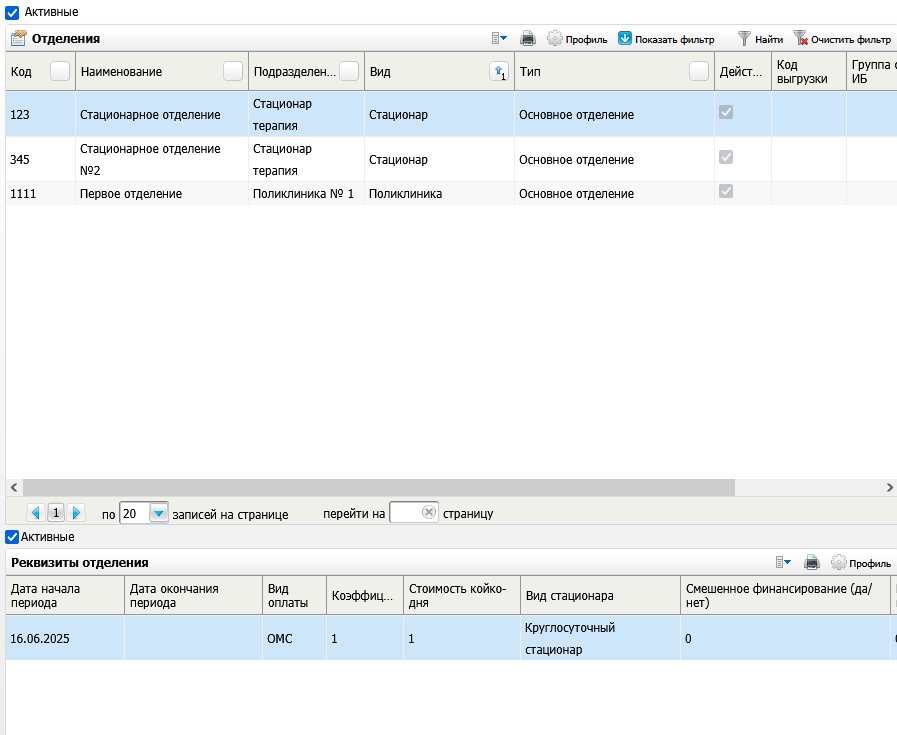 Активные
Отделения Профиль Показать фильтр Найти Очистить фильтр
Код Наименование Подразделен... Вид 1 Тип Дейст... Код выгрузки Группа ИБ
123 Стационарное отделение Стационар терапия Стационар Основное отделение
345 Стационарное отделение №2 Стационар терапия Стационар Основное отделение
1111 Первое отделение Поликлиника № 1 Поликлиника Основное отделение
1 по 20 записей на странице перейти на страницу
Активные
Реквизиты отделения Профиль
Дата начала периода Дата окончания периода Вид оплаты Коэффиц... Стоимость койко-дня Вид стационара Смешенное финансирование (да/нет)
16.06.2025 ОМС 1 1 Круглосуточный стационар 0